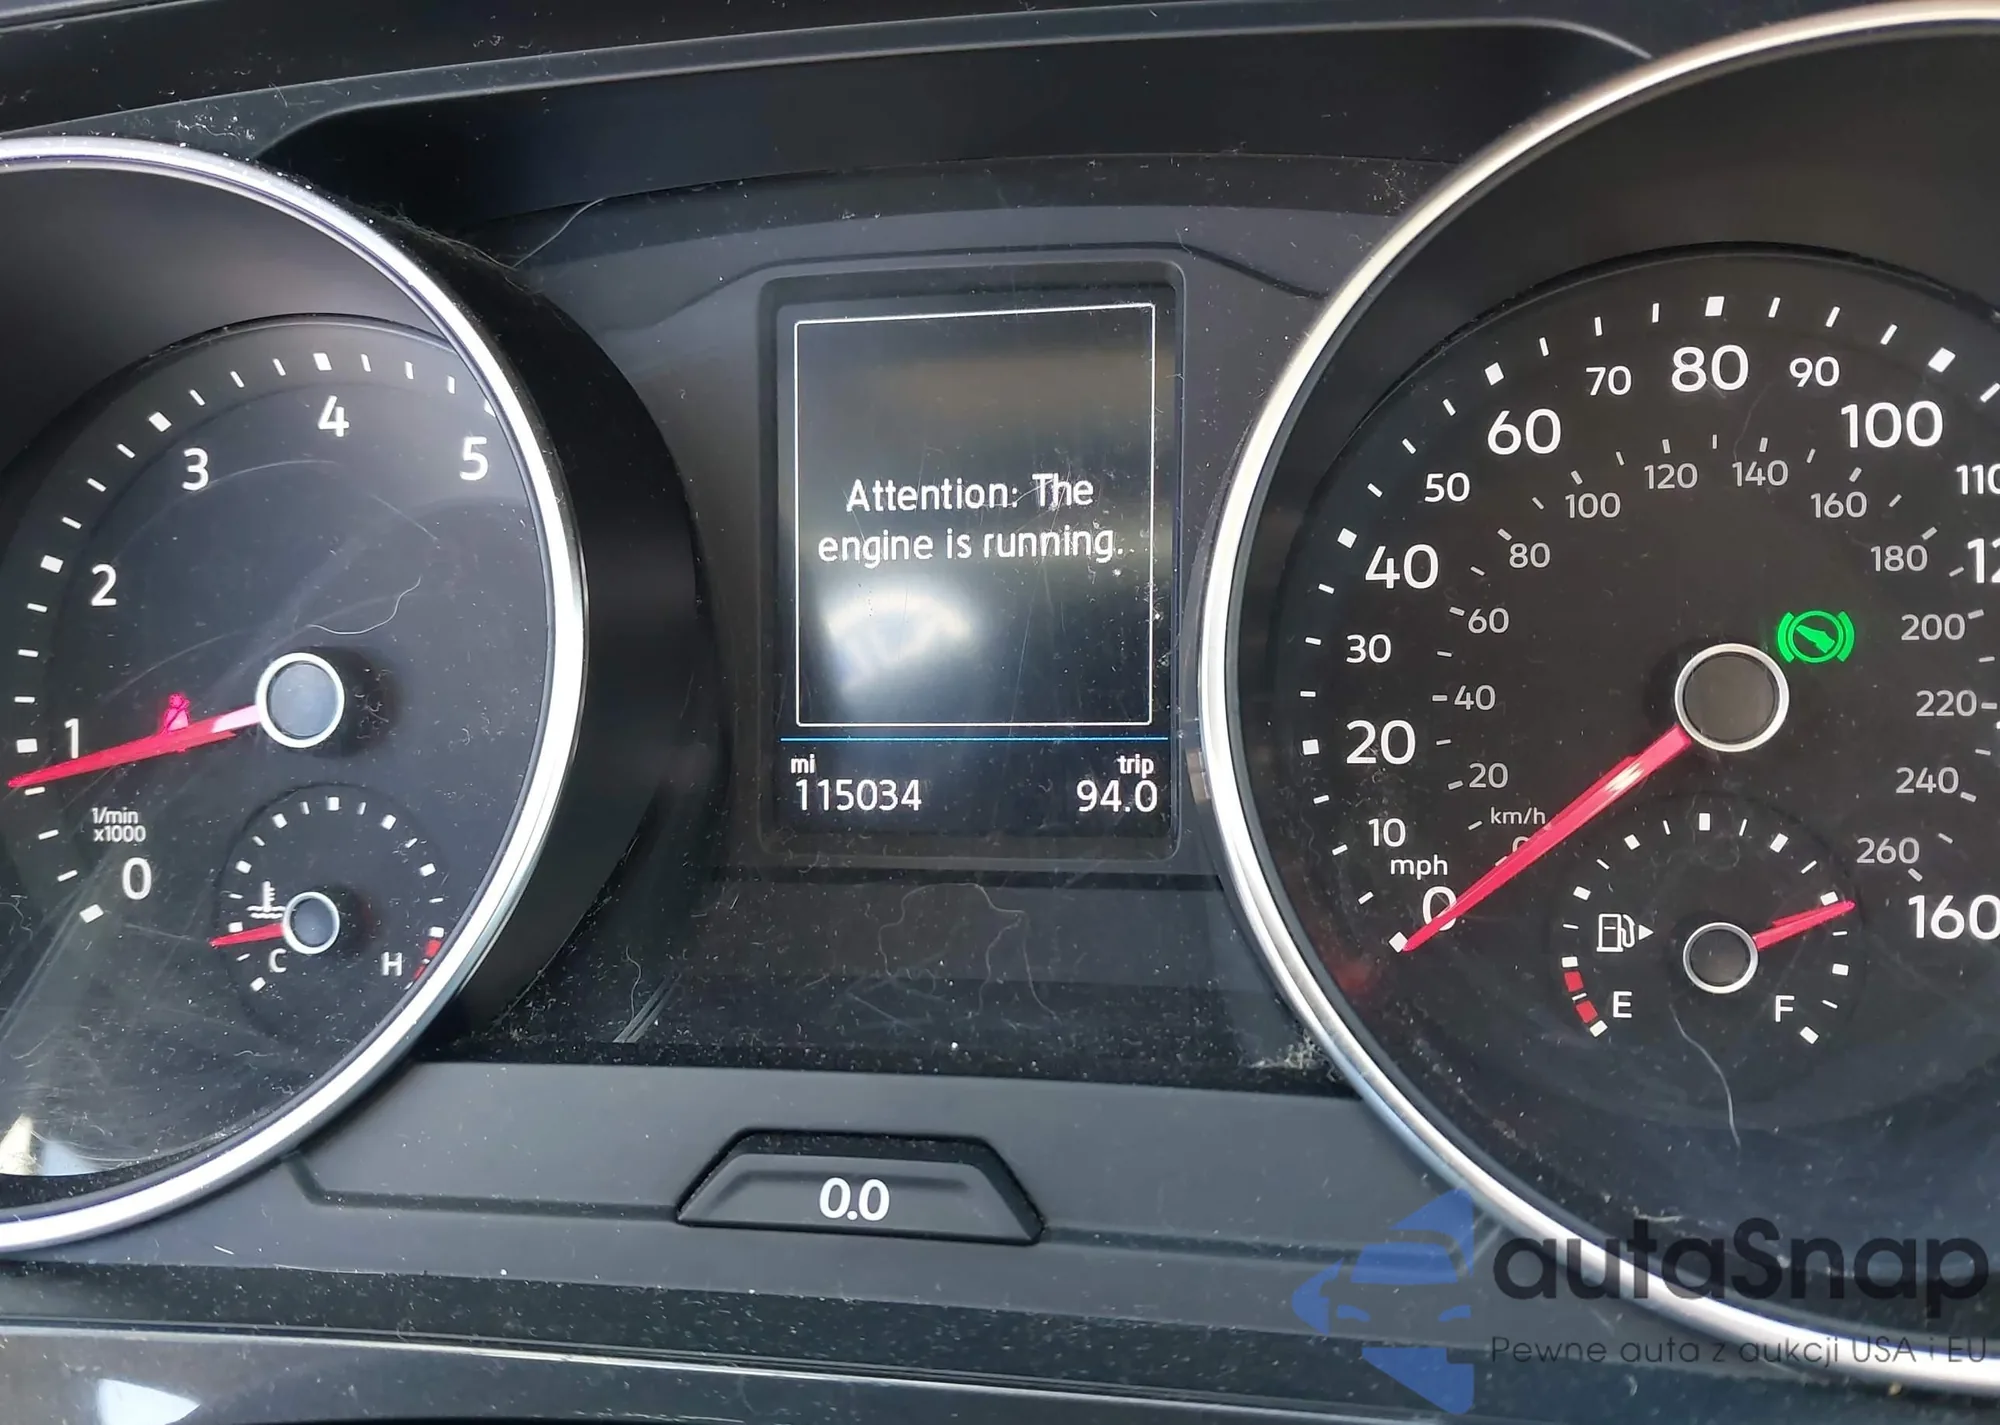 Attention: The
engine is running.
mi
115034
trip
94.0
0
1
2
3
4
5
1/min
x1000
C
H
0
10
20
30
40
50
60
70
80
90
100
160
mph
km/h
20
40
60
80
100
120
140
160
180
200
220
240
260
E
F
0.0
autaSnap
Pewne auta z aukcji USA i EU